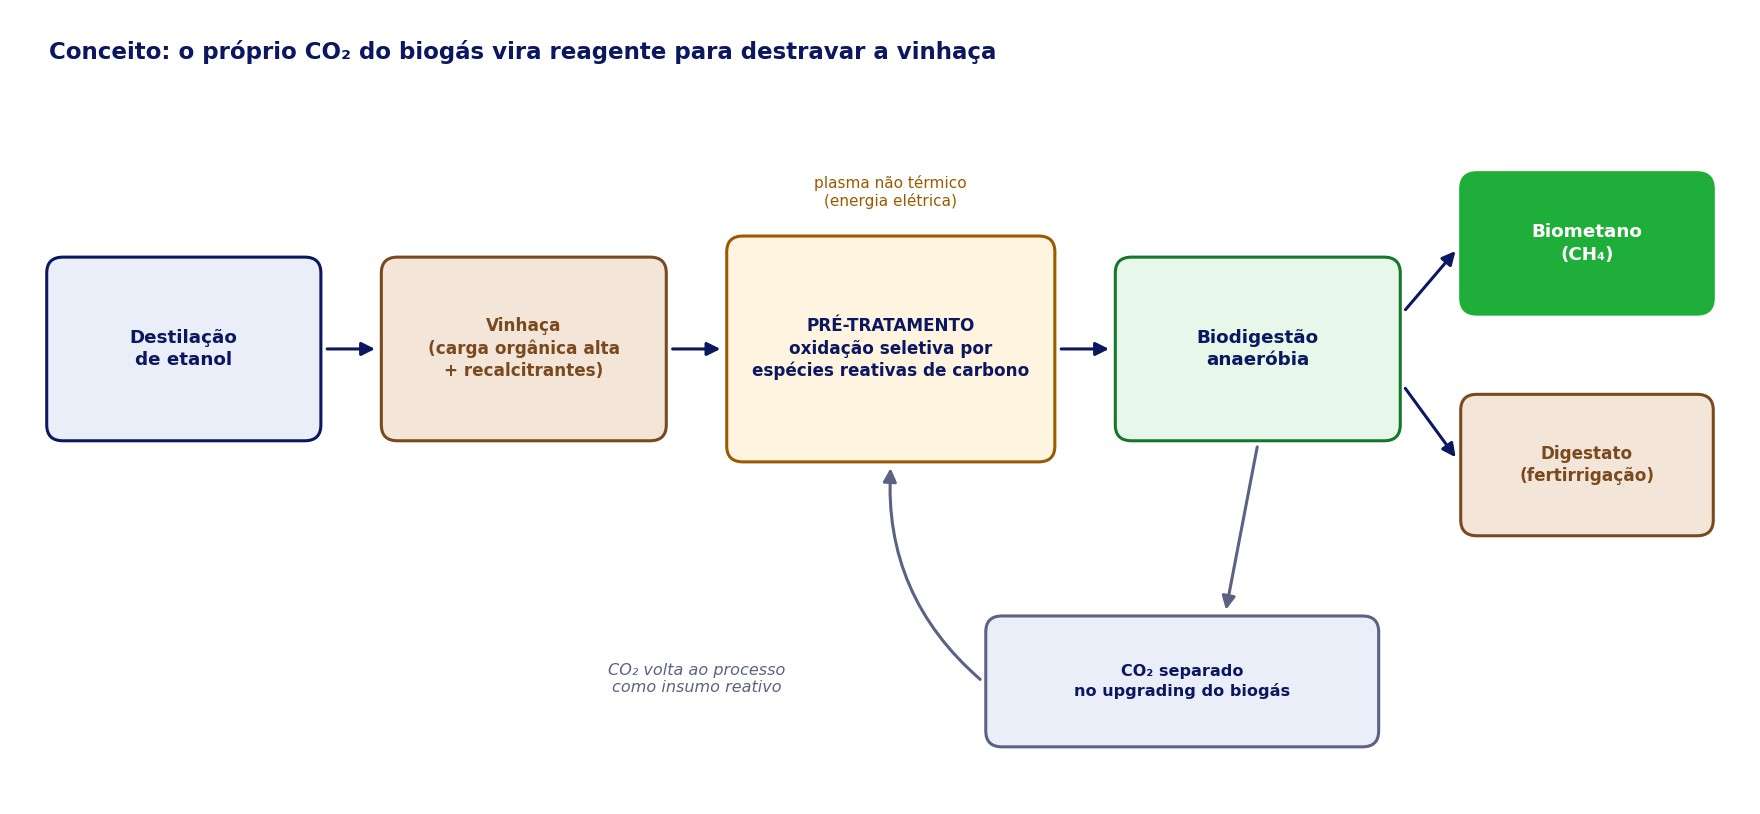 Conceito: o próprio CO₂ do biogás vira reagente para destravar a vinhaça
plasma não térmico
(energia elétrica)
Destilação
de etanol
Vinhaça
(carga orgânica alta
+ recalcitrantes)
PRÉ-TRATAMENTO
oxidação seletiva por
espécies reativas de carbono
Biodigestão
anaeróbia
Biometano
(CH₄)
Digestato
(fertirrigação)
CO₂ volta ao processo
como insumo reativo
CO₂ separado
no upgrading do biogás